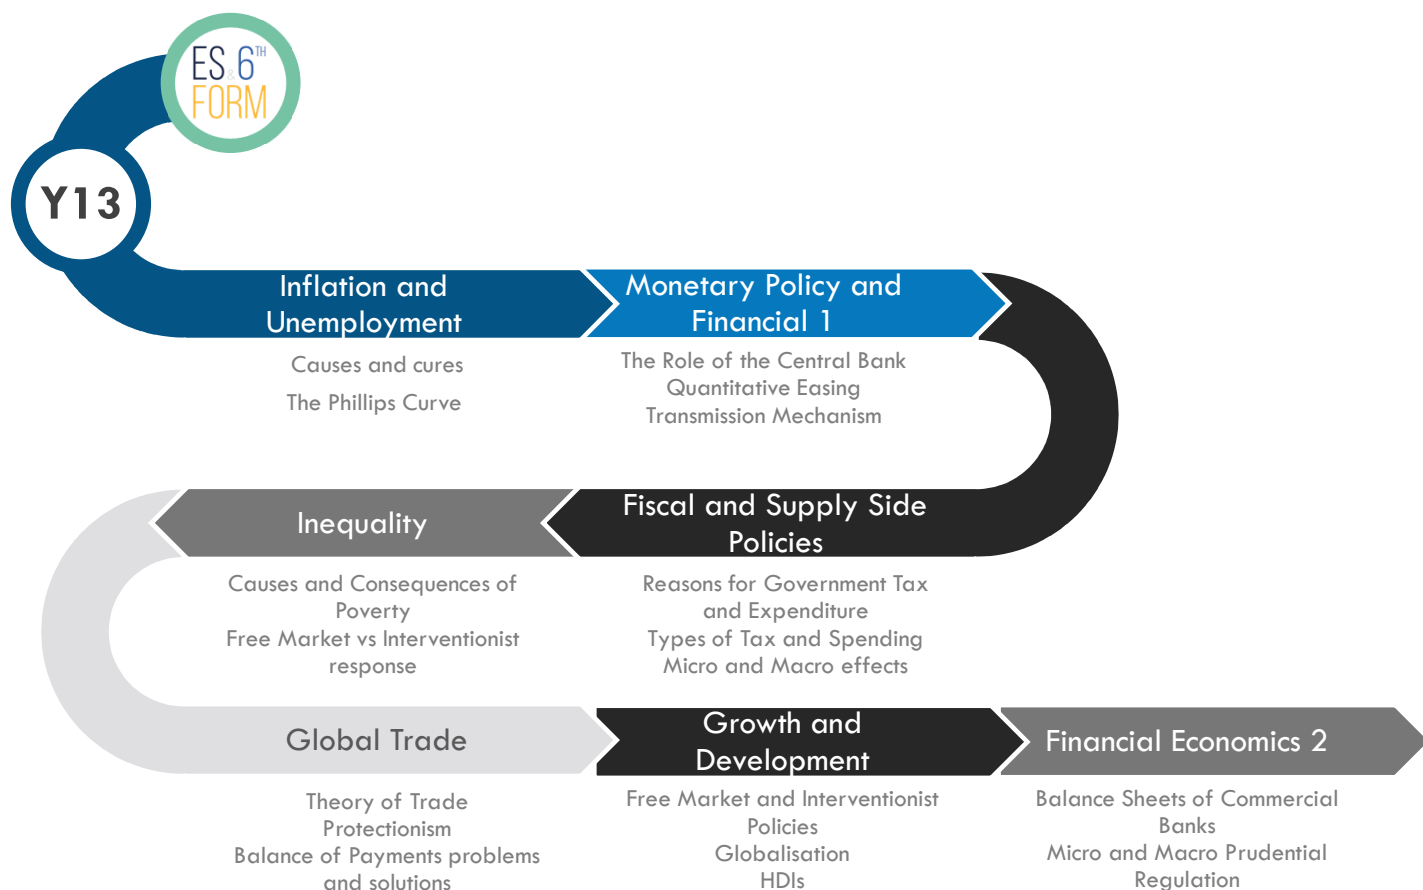 ES & 6TH
FORM
Y13
Inflation and
Unemployment
Causes and cures
The Phillips Curve
Monetary Policy and
Financial 1
The Role of the Central Bank
Quantitative Easing
Transmission Mechanism
Fiscal and Supply Side
Policies
Reasons for Government Tax
and Expenditure
Types of Tax and Spending
Micro and Macro effects
Inequality
Causes and Consequences of
Poverty
Free Market vs Interventionist
response
Global Trade
Theory of Trade
Protectionism
Balance of Payments problems
and solutions
Growth and
Development
Free Market and Interventionist
Policies
Globalisation
HDIs
Financial Economics 2
Balance Sheets of Commercial
Banks
Micro and Macro Prudential
Regulation